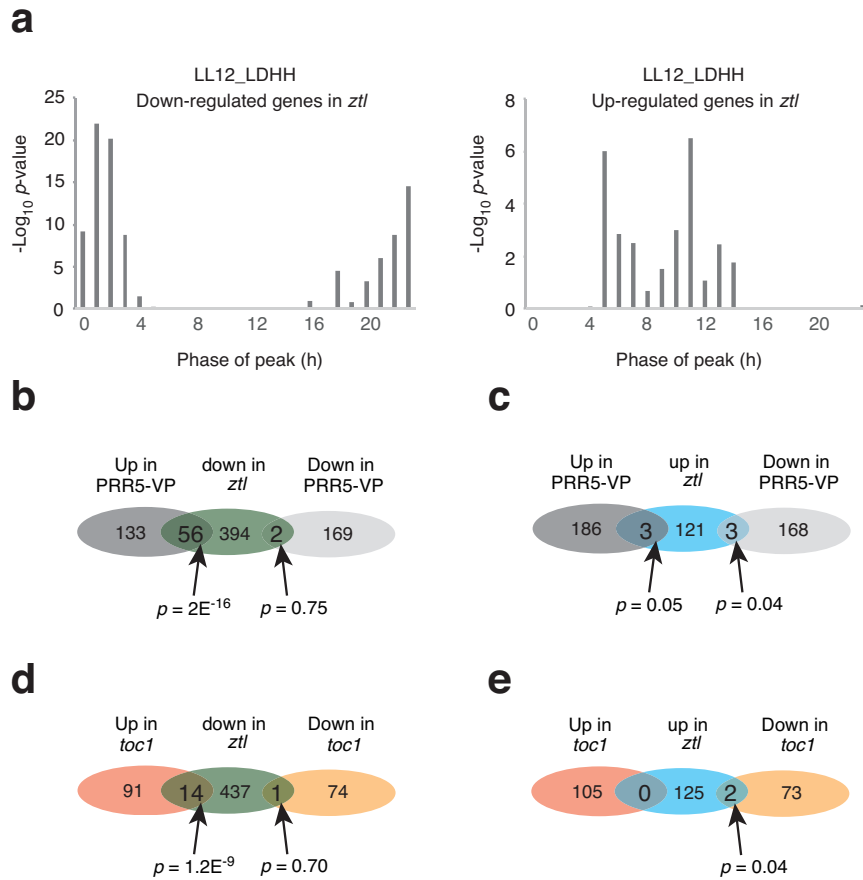 a
LL12_LDHH
Down-regulated genes in ztl
25
20
15
10
5
0
-Log10 p-value
0 4 8 12 16 20
Phase of peak (h)
LL12_LDHH
Up-regulated genes in ztl
8
6
4
2
0
-Log10 p-value
0 4 8 12 16 20
Phase of peak (h)
b
Up in
PRR5-VP
down in
ztl
Down in
PRR5-VP
133 56 394 2 169
p = 2E-16
p = 0.75
c
Up in
PRR5-VP
up in
ztl
Down in
PRR5-VP
186 3 121 3 168
p = 0.05
p = 0.04
d
Up in
toc1
down in
ztl
Down in
toc1
91 14 437 1 74
p = 1.2E-9
p = 0.70
e
Up in
toc1
up in
ztl
Down in
toc1
105 0 125 2 73
p = 0.04